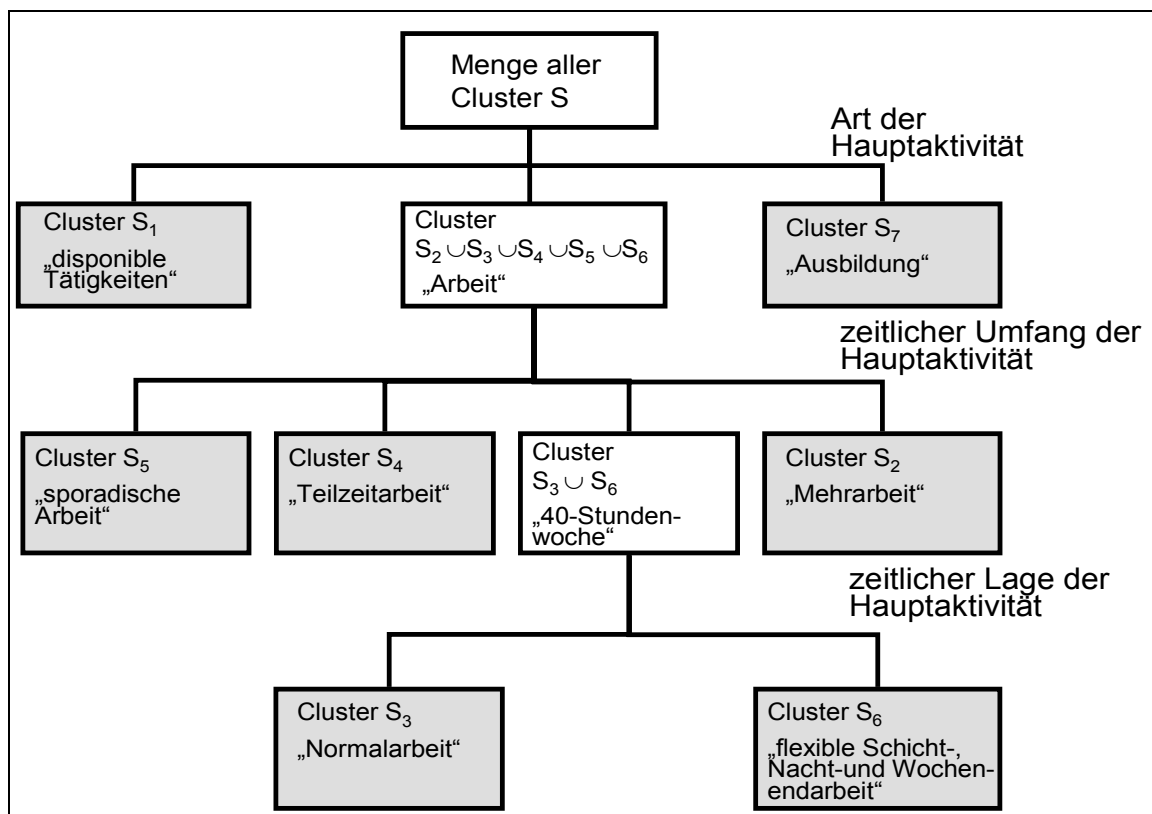 Menge aller
Cluster S
Art der
Hauptaktivität
Cluster S₁
„disponible
Tätigkeiten“
Cluster
S₂ ∪S₃ ∪S₄ ∪S₅ ∪S₆
„Arbeit“
Cluster S₇
„Ausbildung“
zeitlicher Umfang der
Hauptaktivität
Cluster S₅
„sporadische
Arbeit“
Cluster S₄
„Teilzeitarbeit“
Cluster
S₃ ∪ S₆
„40-Stunden-
woche“
Cluster S₂
„Mehrarbeit“
zeitlicher Lage der
Hauptaktivität
Cluster S₃
„Normalarbeit“
Cluster S₆
„flexible Schicht-,
Nacht-und Wochen-
endarbeit“